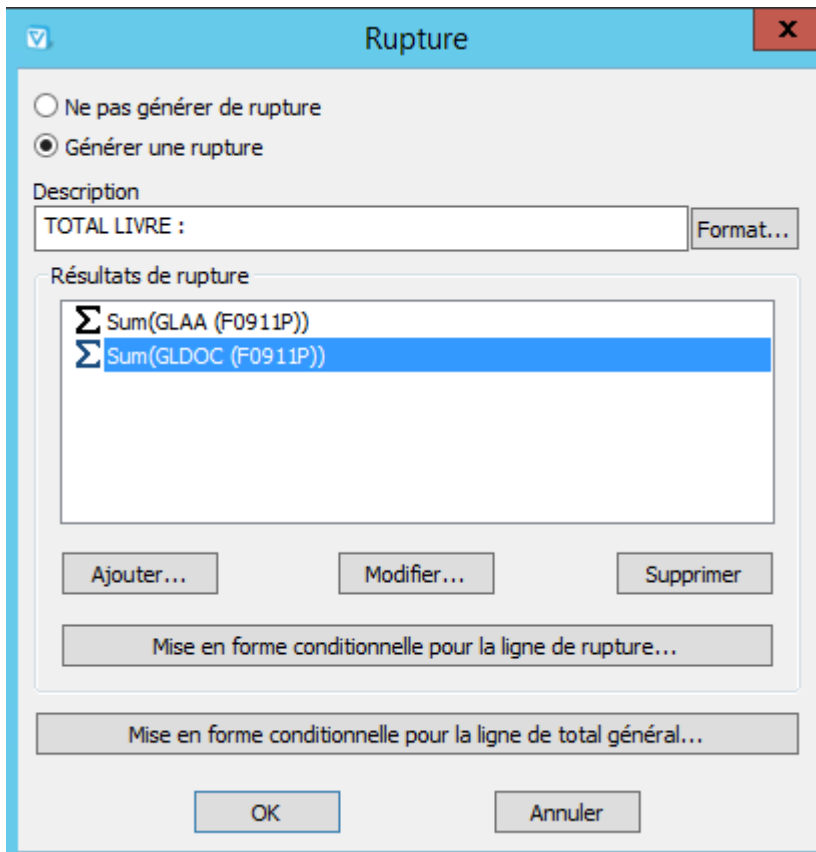 Rupture
x
Ne pas générer de rupture
Générer une rupture
Description
TOTAL LIVRE :
Format...
Résultats de rupture
Σ Sum(GLAA (F0911P))
Σ Sum(GLDOC (F0911P))
Ajouter... Modifier... Supprimer
Mise en forme conditionnelle pour la ligne de rupture...
Mise en forme conditionnelle pour la ligne de total général...
OK Annuler